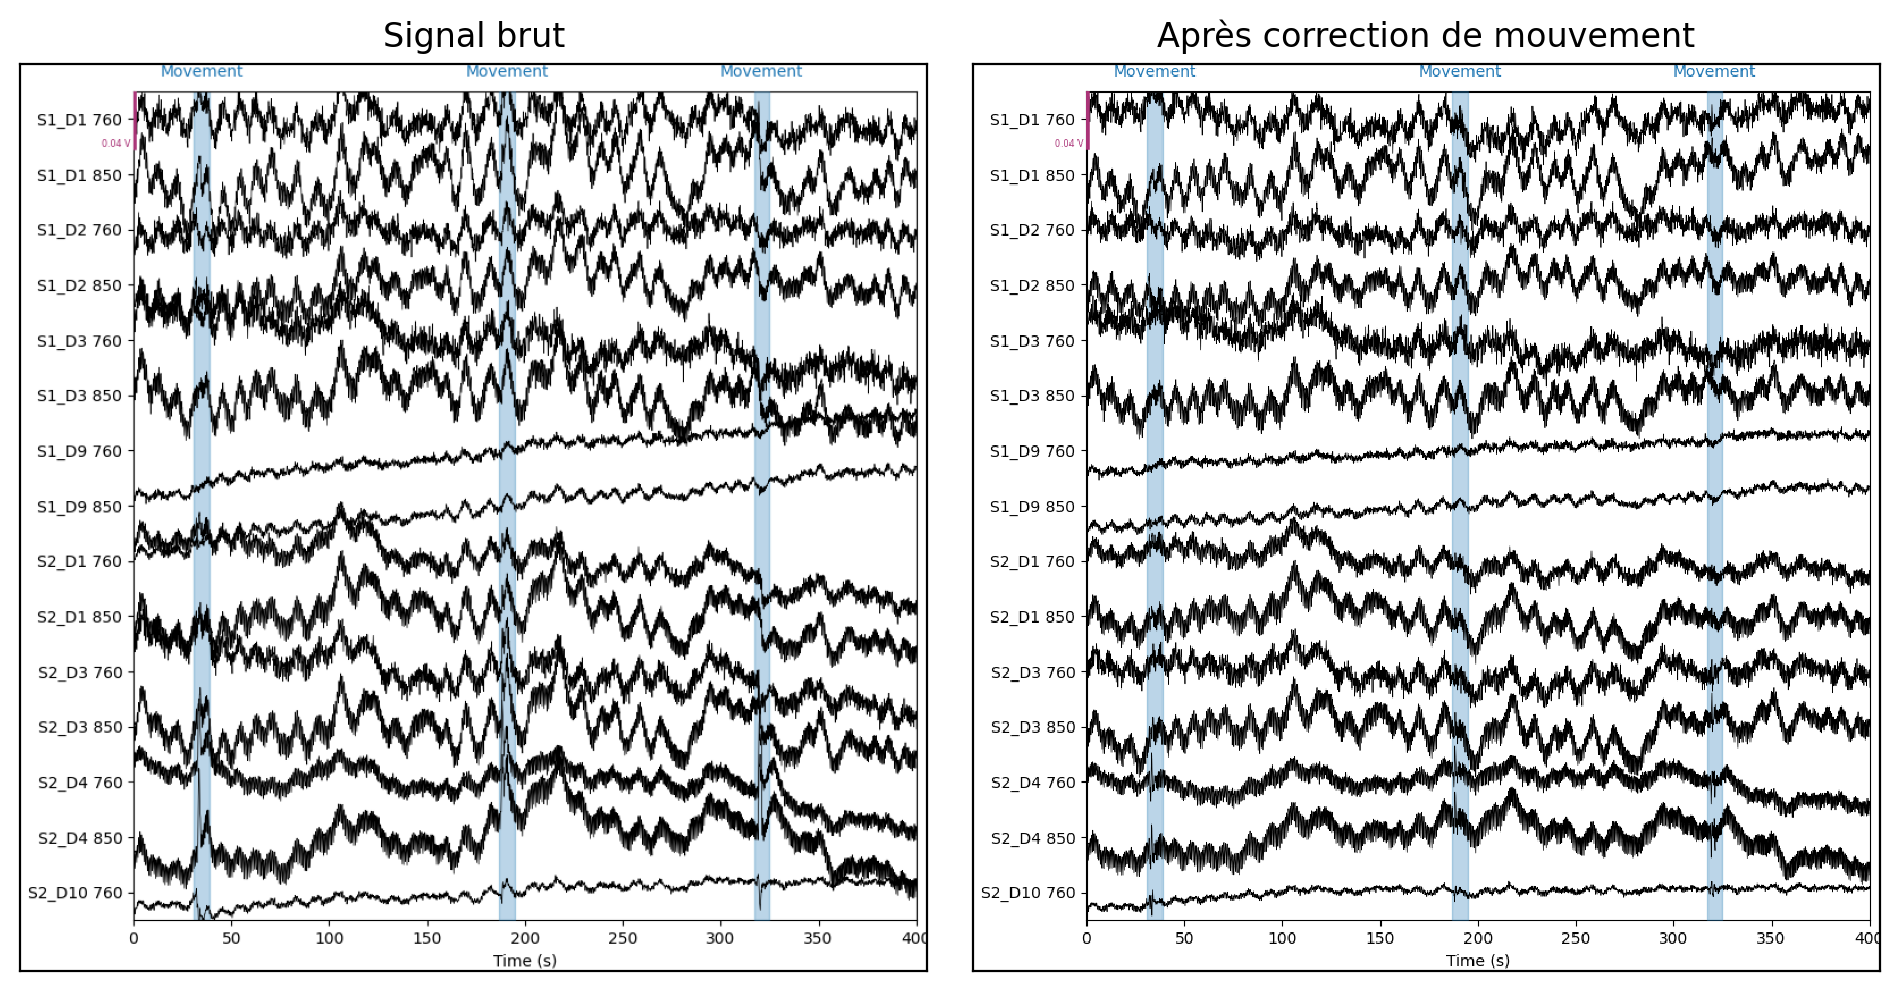 Signal brut
Movement Movement Movement
S1_D1 760
0.04 V
S1_D1 850
S1_D2 760
S1_D2 850
S1_D3 760
S1_D3 850
S1_D9 760
S1_D9 850
S2_D1 760
S2_D1 850
S2_D3 760
S2_D3 850
S2_D4 760
S2_D4 850
S2_D10 760
0 50 100 150 200 250 300 350 400
Time (s)
Après correction de mouvement
Movement Movement Movement
S1_D1 760
0.04 V
S1_D1 850
S1_D2 760
S1_D2 850
S1_D3 760
S1_D3 850
S1_D9 760
S1_D9 850
S2_D1 760
S2_D1 850
S2_D3 760
S2_D3 850
S2_D4 760
S2_D4 850
S2_D10 760
0 50 100 150 200 250 300 350 400
Time (s)